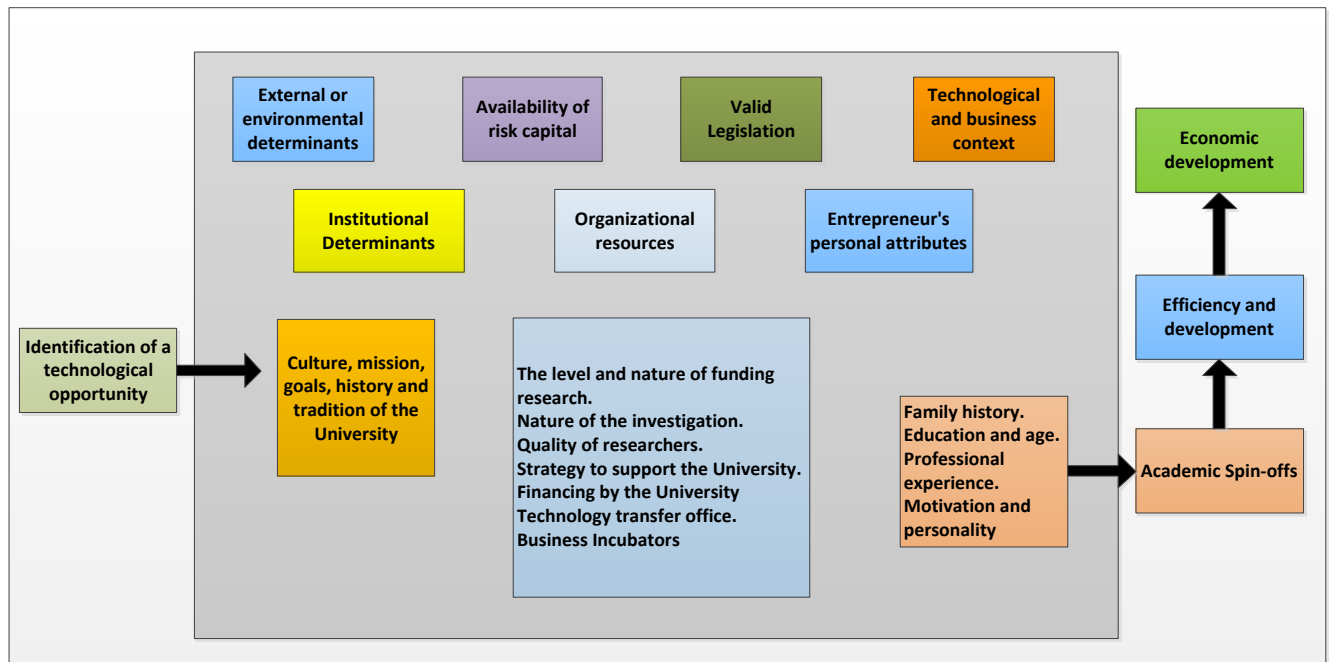 External or
environmental
determinants
Availability of
risk capital
Valid
Legislation
Technological
and business
context
Economic
development
Institutional
Determinants
Organizational
resources
Entrepreneur's
personal attributes
Efficiency and
development
Identification of a
technological
opportunity
Culture, mission,
goals, history and
tradition of the
University
The level and nature of funding
research.
Nature of the investigation.
Quality of researchers.
Strategy to support the University.
Financing by the University
Technology transfer office.
Business Incubators
Family history.
Education and age.
Professional
experience.
Motivation and
personality
Academic Spin-offs